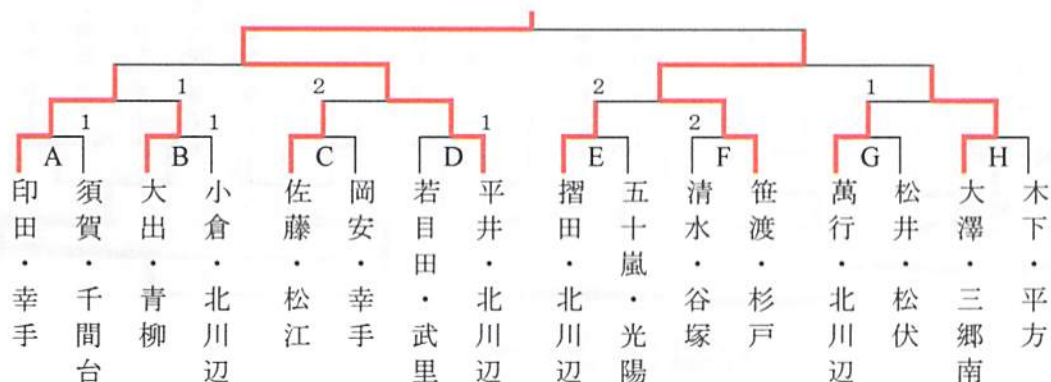 1
2
2
1
1
1
1
2
A
B
C
D
E
F
G
H
印田・幸手
須賀・千間台
大出・青柳
小倉・北川辺
佐藤・松江
岡安・幸手
若目田・武里
平井・北川辺
摺田・北川辺
五十嵐・光陽
清水・谷塚
笹渡・杉戸
萬行・北川辺
松井・松伏
大澤・三郷南
木下・平方